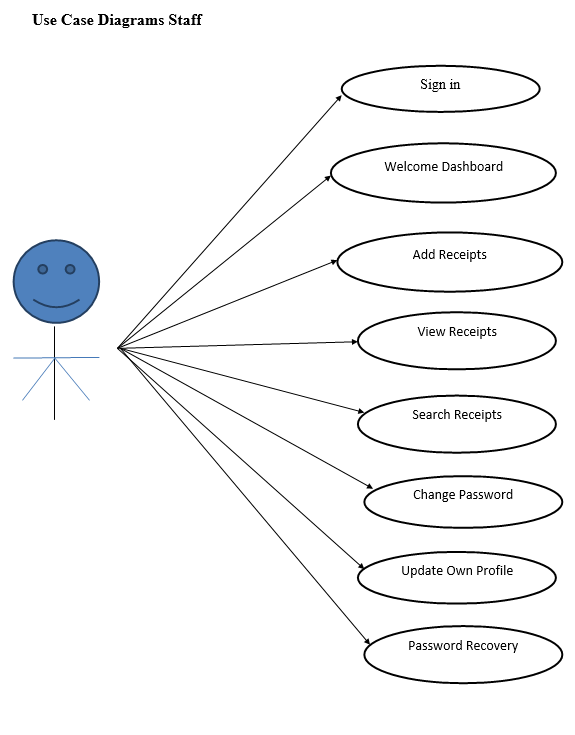 Use Case Diagrams Staff
Sign in
Welcome Dashboard
Add Receipts
View Receipts
Search Receipts
Change Password
Update Own Profile
Password Recovery